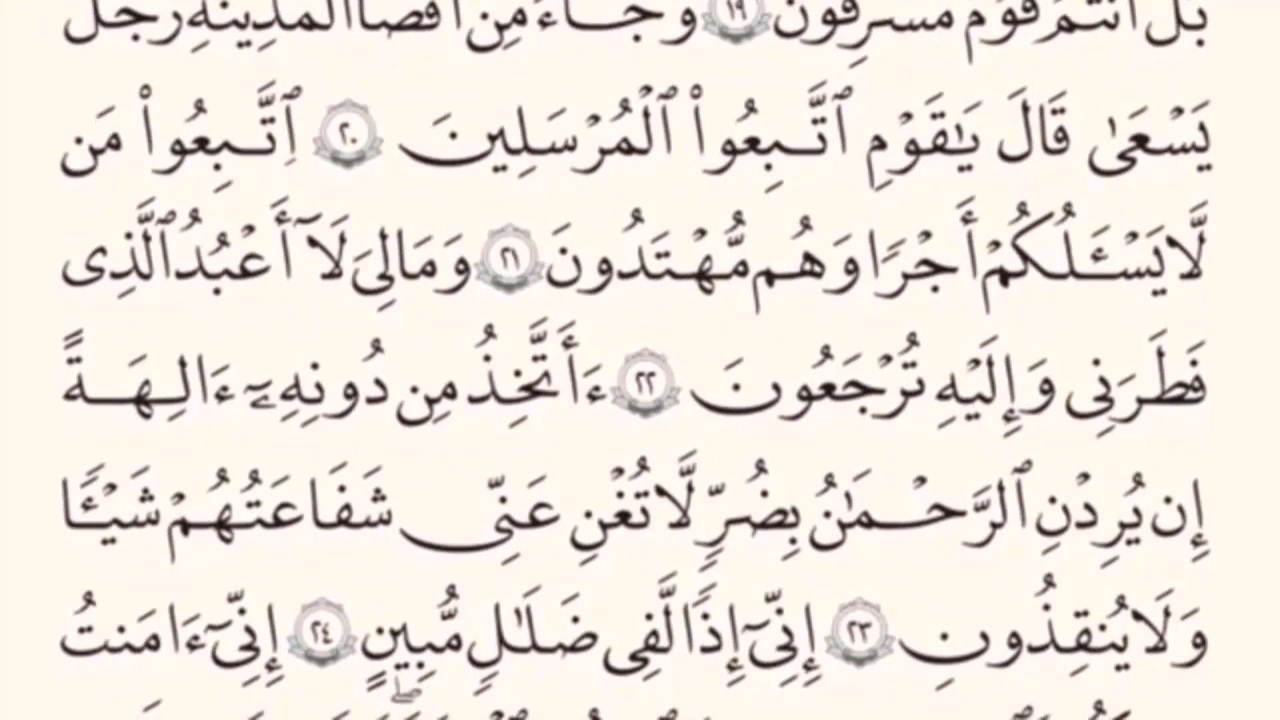 بَلْ أَنتُمْ قَوْمٌ مُّسْرِفُونَ ١٩ وَجَآءَ مِنْ أَقْصَا ٱلْمَدِينَةِ رَجُلٌ
يَسْعَىٰ قَالَ يَٰقَوْمِ ٱتَّبِعُوا۟ ٱلْمُرْسَلِينَ ٢٠ ٱتَّبِعُوا۟ مَن
لَّا يَسْـَٔلُكُمْ أَجْرًا وَهُم مُّهْتَدُونَ ٢١ وَمَا لِىَ لَآ أَعْبُدُ ٱلَّذِى
فَطَرَنِى وَإِلَيْهِ تُرْجَعُونَ ٢٢ ءَأَتَّخِذُ مِن دُونِهِۦٓ ءَالِهَةً
إِن يُرِدْنِ ٱلرَّحْمَٰنُ بِضُرٍّ لَّا تُغْنِ عَنِّى شَفَاعَتُهُمْ شَيْـًٔا
وَلَا يُنقِذُونِ ٢٣ إِنِّىٓ إِذًا لَّفِى ضَلَٰلٍ مُّبِينٍ ٢٤ إِنِّىٓ ءَامَنتُ